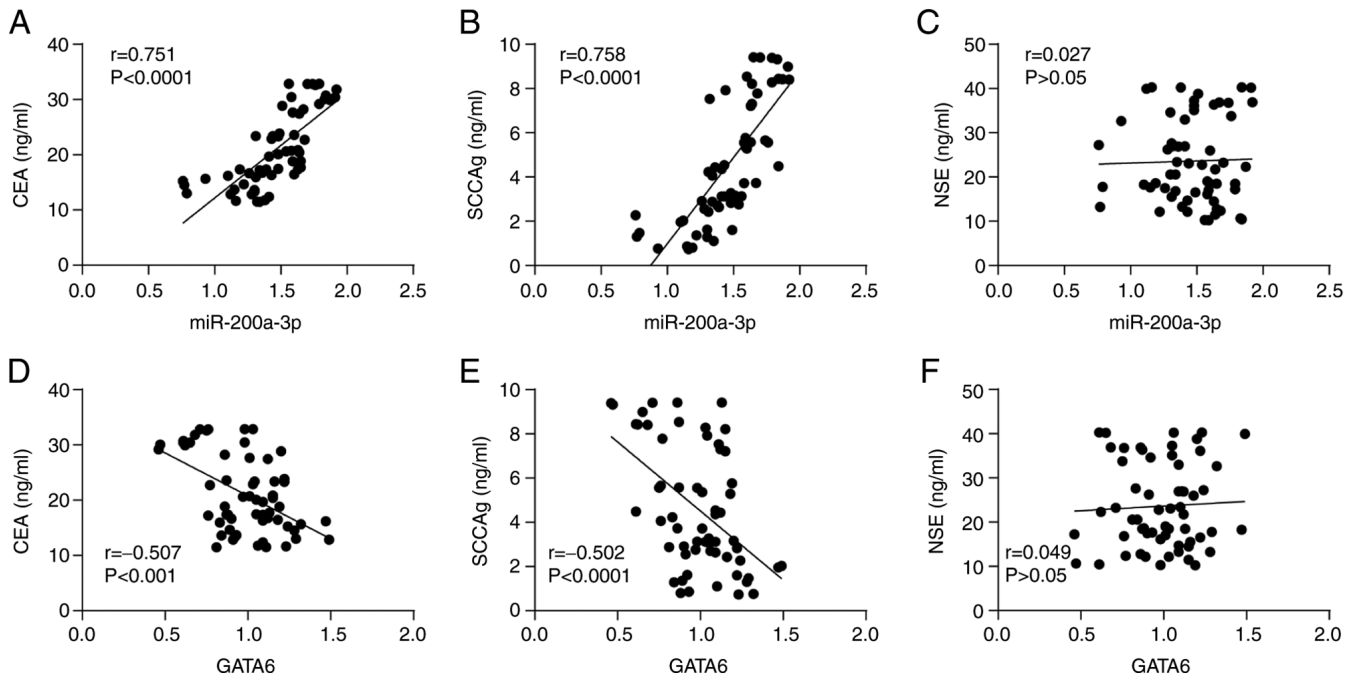 A
r=0.751
P<0.0001
CEA (ng/ml)
40
30
20
10
0
0.0 0.5 1.0 1.5 2.0 2.5
miR-200a-3p
B
r=0.758
P<0.0001
SCCAg (ng/ml)
10
8
6
4
2
0
0.0 0.5 1.0 1.5 2.0 2.5
miR-200a-3p
C
r=0.027
P>0.05
NSE (ng/ml)
50
40
30
20
10
0
0.0 0.5 1.0 1.5 2.0 2.5
miR-200a-3p
D
CEA (ng/ml)
40
30
20
10
0
r=−0.507
P<0.001
0.0 0.5 1.0 1.5 2.0
GATA6
E
SCCAg (ng/ml)
10
8
6
4
2
0
r=−0.502
P<0.0001
0.0 0.5 1.0 1.5 2.0
GATA6
F
NSE (ng/ml)
50
40
30
20
10
0
r=0.049
P>0.05
0.0 0.5 1.0 1.5 2.0
GATA6